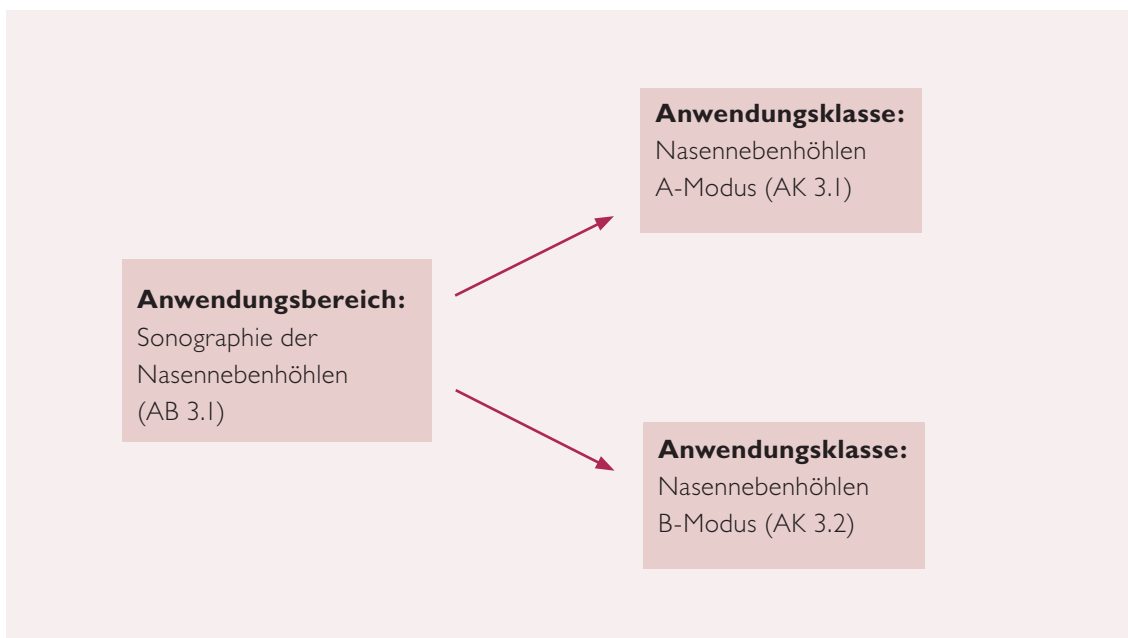 Anwendungsbereich:
Sonographie der
Nasennebenhöhlen
(AB 3.1)
Anwendungsklasse:
Nasennebenhöhlen
A-Modus (AK 3.1)
Anwendungsklasse:
Nasennebenhöhlen
B-Modus (AK 3.2)